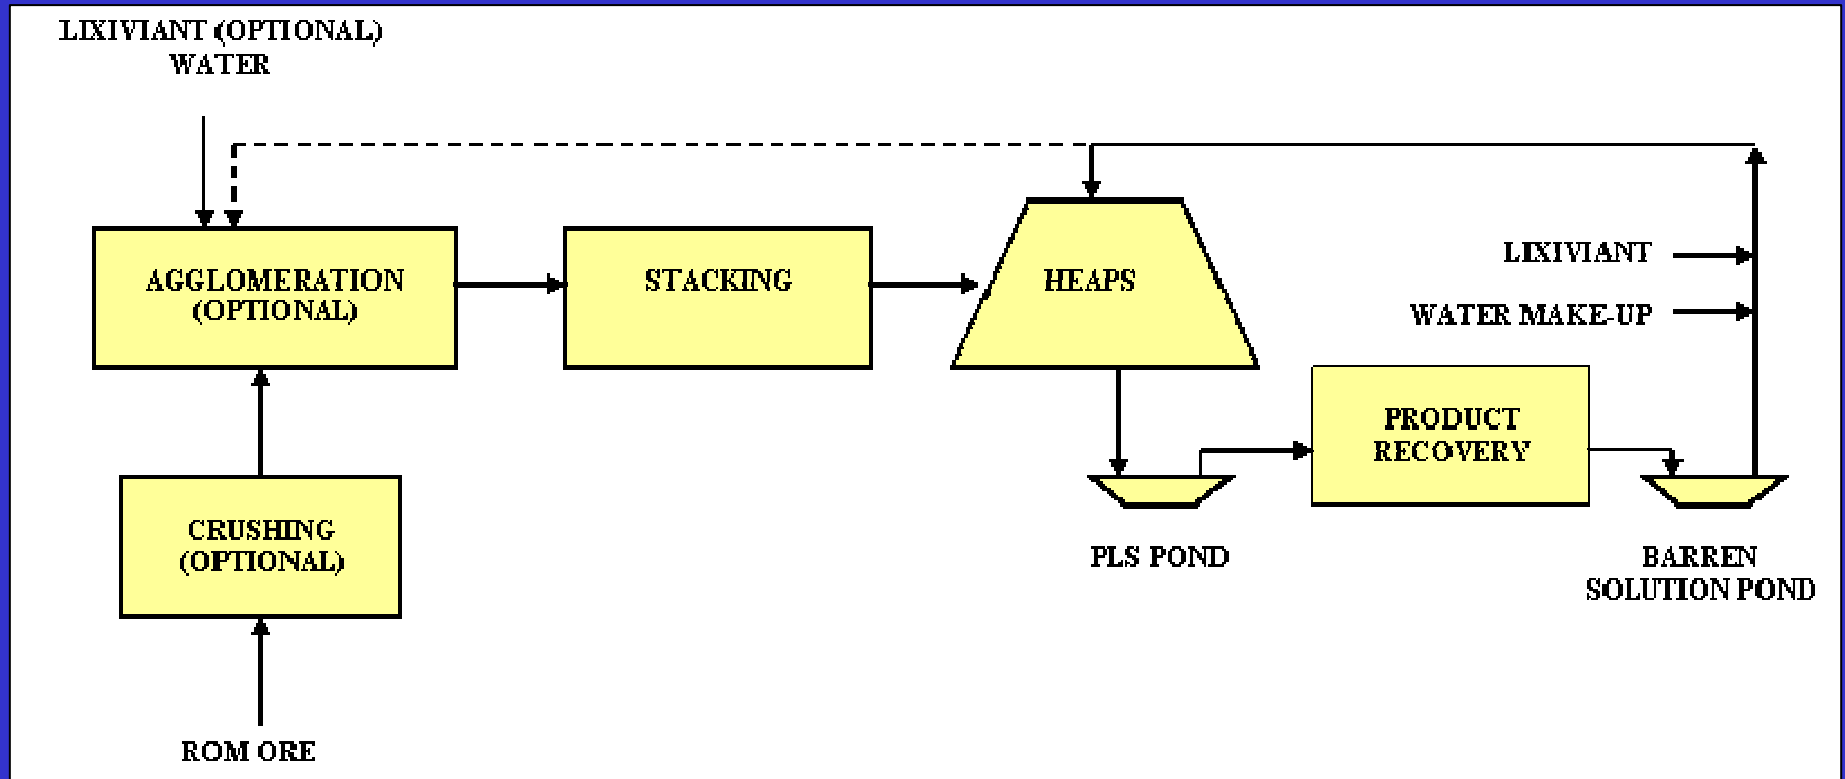 LIXIVIANT (OPTIONAL)
WATER
AGGLOMERATION
(OPTIONAL)
STACKING
HEAPS
LIXIVIANT
WATER MAKE-UP
PRODUCT
RECOVERY
CRUSHING
(OPTIONAL)
PLS POND
BARREN
SOLUTION POND
ROM ORE